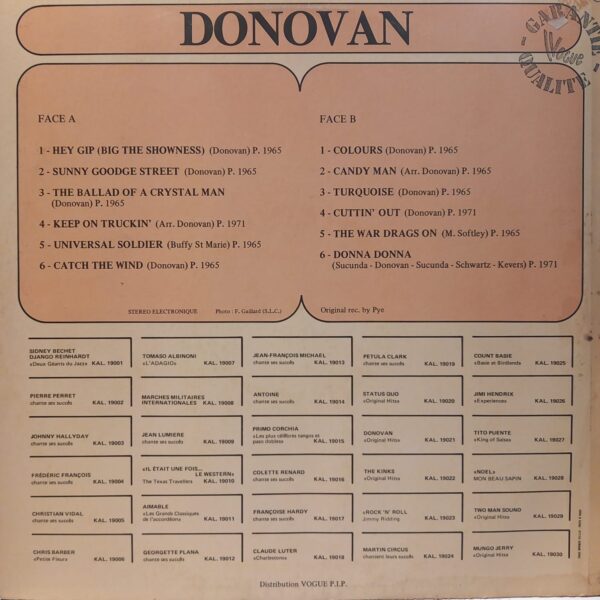 DONOVAN
- GARANTIE -
Vogue
QUALITÉ
FACE A
1 - HEY GIP (BIG THE SHOWNESS) (Donovan) P. 1965
2 - SUNNY GOODGE STREET (Donovan) P. 1965
3 - THE BALLAD OF A CRYSTAL MAN
(Donovan) P. 1965
4 - KEEP ON TRUCKIN' (Arr. Donovan) P. 1971
5 - UNIVERSAL SOLDIER (Buffy St Marie) P. 1965
6 - CATCH THE WIND (Donovan) P. 1965
STEREO ELECTRONIQUE Photo : F. Gaillard (S.L.C.)
FACE B
1 - COLOURS (Donovan) P. 1965
2 - CANDY MAN (Arr. Donovan) P. 1965
3 - TURQUOISE (Donovan) P. 1965
4 - CUTTIN' OUT (Donovan) P. 1971
5 - THE WAR DRAGS ON (M. Softley) P. 1965
6 - DONNA DONNA
(Sucunda - Donovan - Sucunda - Schwartz - Kevers) P. 1971
Original rec. by Pye
SIDNEY BECHET
DJANGO REINHARDT
«Deux Géants du Jazz» KAL. 19001
TOMASO ALBINONI
«L'ADAGIO» KAL. 19007
JEAN-FRANÇOIS MICHAEL
chante ses succès KAL. 19013
PETULA CLARK
chante ses succès KAL. 19019
COUNT BASIE
«Basie at Birdland» KAL. 19025
PIERRE PERRET
chante ses succès KAL. 19002
MARCHES MILITAIRES
INTERNATIONALES KAL. 19008
ANTOINE
chante ses succès KAL. 19014
STATUS QUO
«Original Hits» KAL. 19020
JIMI HENDRIX
«Experience» KAL. 19026
JOHNNY HALLYDAY
chante ses succès KAL. 19003
JEAN LUMIERE
chante ses succès KAL. 19009
PRIMO CORCHIA
«Les plus célèbres tangos et
paso dobles» KAL. 19015
DONOVAN
«Original Hits» KAL. 19021
TITO PUENTE
«King of Salsa» KAL. 19027
FRÉDÉRIC FRANÇOIS
chante ses succès KAL. 19004
«IL ÉTAIT UNE FOIS...
LE WESTERN»
The Texas Travellers KAL. 19010
COLETTE RENARD
chante ses succès KAL. 19016
THE KINKS
«Original Hits» KAL. 19022
«NOEL»
MON BEAU SAPIN KAL. 19028
CHRISTIAN VIDAL
chante ses succès KAL. 19005
AIMABLE
«Les Grands Classiques
de l'accordéon» KAL. 19011
FRANÇOISE HARDY
chante ses succès KAL. 19017
«ROCK 'N' ROLL
Jimmy Ridding KAL. 19023
TWO MAN SOUND
«Original Hits» KAL. 19029
CHRIS BARBER
«Petite Fleur» KAL. 19006
GEORGETTE PLANA
chante ses succès KAL. 19012
CLAUDE LUTER
«Charleston» KAL. 19018
MARTIN CIRCUS
chantent leurs succès KAL. 19024
MUNGO JERRY
«Original Hits» KAL. 19030
Distribution VOGUE P.I.P.